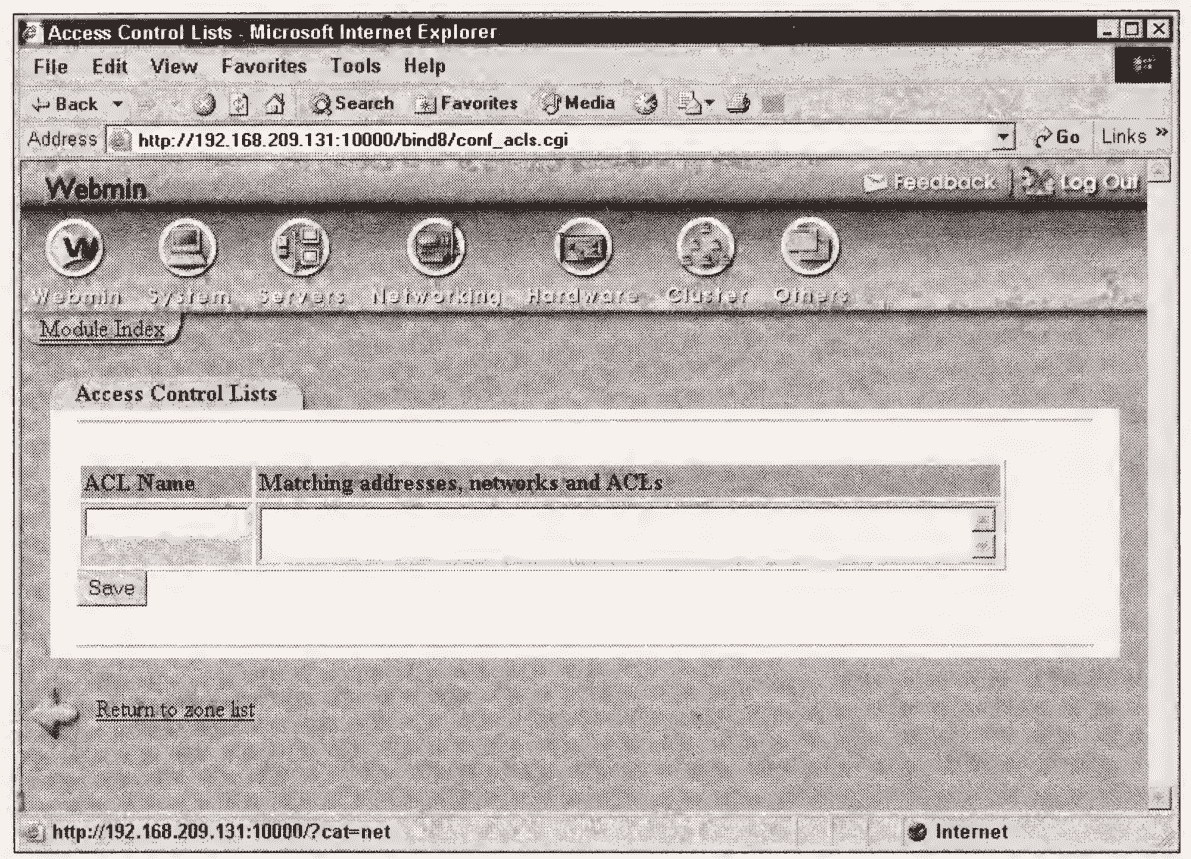 Access Control Lists - Microsoft Internet Explorer
File Edit View Favorites Tools Help
Back Search Favorites Media
Address http://192.168.209.131:10000/bind8/conf_acls.cgi Go Links »
Webmin Feedback Log Out
Webmin System Servers Networking Hardware Cluster Others
Module Index
Access Control Lists
ACL Name Matching addresses, networks and ACLs
Save
Return to zone list
http://192.168.209.131:10000/?cat=net Internet